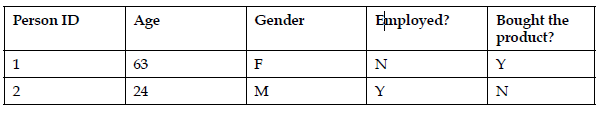 Person ID Age Gender Employed? Bought the
product?
1 63 F N Y
2 24 M Y N